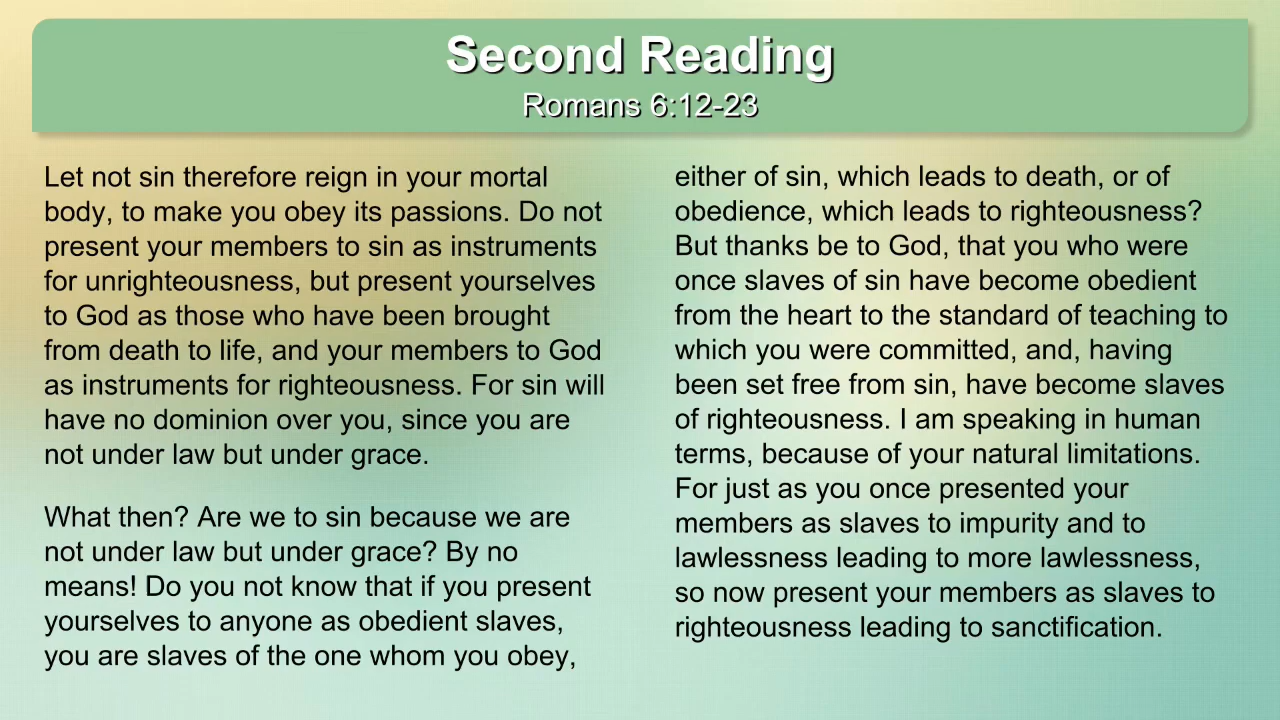 Second Reading
Romans 6:12-23
Let not sin therefore reign in your mortal
body, to make you obey its passions. Do not
present your members to sin as instruments
for unrighteousness, but present yourselves
to God as those who have been brought
from death to life, and your members to God
as instruments for righteousness. For sin will
have no dominion over you, since you are
not under law but under grace.
What then? Are we to sin because we are
not under law but under grace? By no
means! Do you not know that if you present
yourselves to anyone as obedient slaves,
you are slaves of the one whom you obey,
either of sin, which leads to death, or of
obedience, which leads to righteousness?
But thanks be to God, that you who were
once slaves of sin have become obedient
from the heart to the standard of teaching to
which you were committed, and, having
been set free from sin, have become slaves
of righteousness. I am speaking in human
terms, because of your natural limitations.
For just as you once presented your
members as slaves to impurity and to
lawlessness leading to more lawlessness,
so now present your members as slaves to
righteousness leading to sanctification.